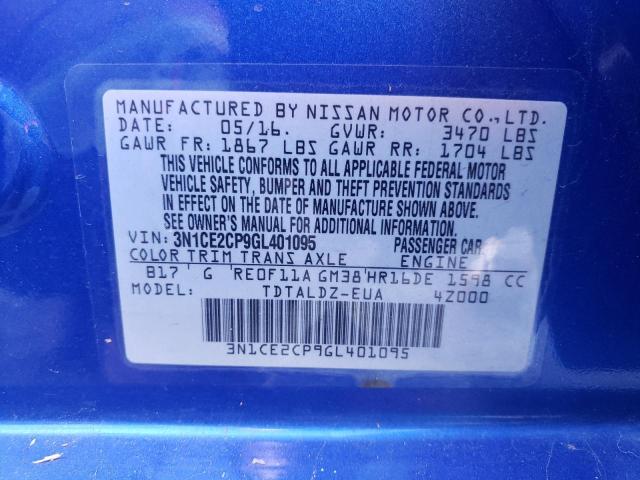 MANUFACTURED BY NISSAN MOTOR CO., LTD.
DATE: 05/16. GVWR: 3470 LBS
GAWR FR: 1867 LBS GAWR RR: 1704 LBS
THIS VEHICLE CONFORMS TO ALL APPLICABLE FEDERAL MOTOR
VEHICLE SAFETY, BUMPER AND THEFT PREVENTION STANDARDS
IN EFFECT ON THE DATE OF MANUFACTURE SHOWN ABOVE.
SEE OWNER'S MANUAL FOR ADDITIONAL INFORMATION.
VIN: 3N1CE2CP9GL401095 PASSENGER CAR
COLOR TRIM TRANS AXLE ENGINE
B17 G RE0F11A GM38 HR16DE 1598 CC
MODEL: TDTALDZ-EUA 4Z000
3N1CE2CP9GL401095